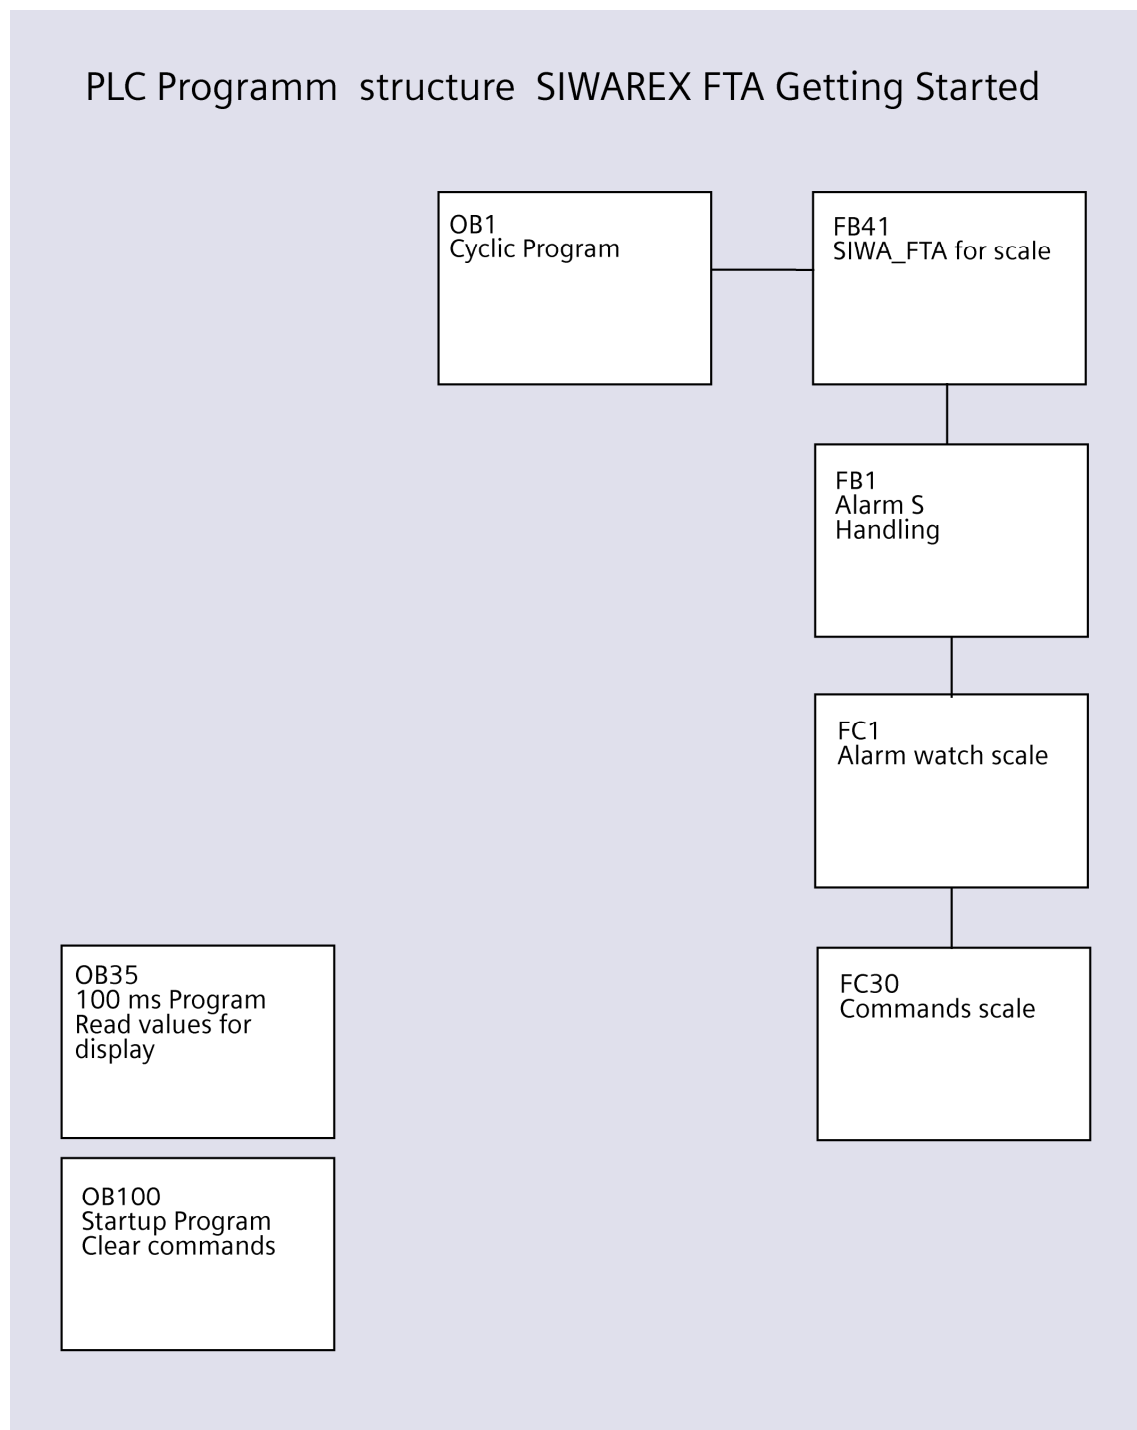 PLC Programm structure SIWAREX FTA Getting Started
OB1
Cyclic Program
FB41
SIWA_FTA for scale
FB1
Alarm S
Handling
FC1
Alarm watch scale
OB35
100 ms Program
Read values for
display
FC30
Commands scale
OB100
Startup Program
Clear commands